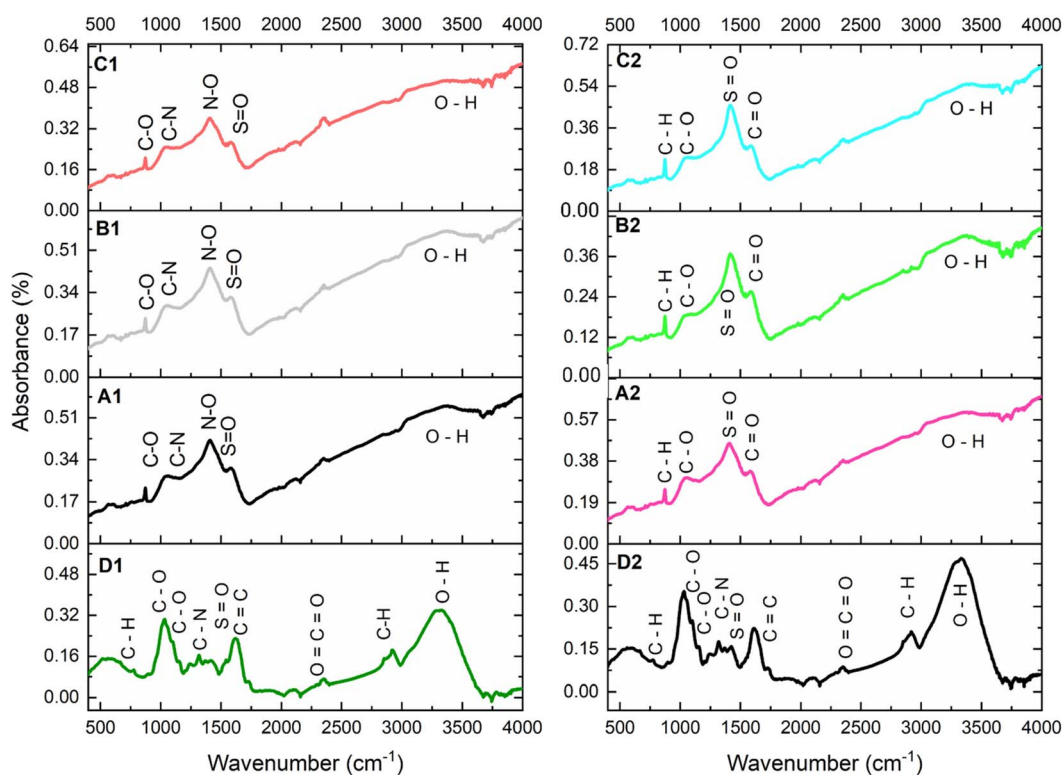 500 1000 1500 2000 2500 3000 3500 4000
500 1000 1500 2000 2500 3000 3500 4000
Absorbance (%)
C1
0.64
0.48
0.32
0.16
0.00
C-O
C-N
N-O
S=O
O - H
C2
0.72
0.54
0.36
0.18
0.00
C - H
C - O
S = O
C = O
O - H
B1
0.51
0.34
0.17
0.00
C-O
C-N
N-O
S=O
O - H
B2
0.36
0.24
0.12
0.00
C - H
C - O
S = O
C = O
O - H
A1
0.51
0.34
0.17
0.00
C-O
C-N
N-O
S=O
O - H
A2
0.57
0.38
0.19
0.00
C - H
C - O
S = O
C = O
O - H
D1
0.48
0.32
0.16
0.00
C - H
C - O
C - O
C - N
S = O
C = C
O = C = O
C-H
O - H
D2
0.45
0.30
0.15
0.00
C - H
C - O
C - O
C - N
S = O
C = C
O = C = O
C - H
O - H
500 1000 1500 2000 2500 3000 3500 4000
500 1000 1500 2000 2500 3000 3500 4000
Wavenumber (cm-1)
Wavenumber (cm-1)